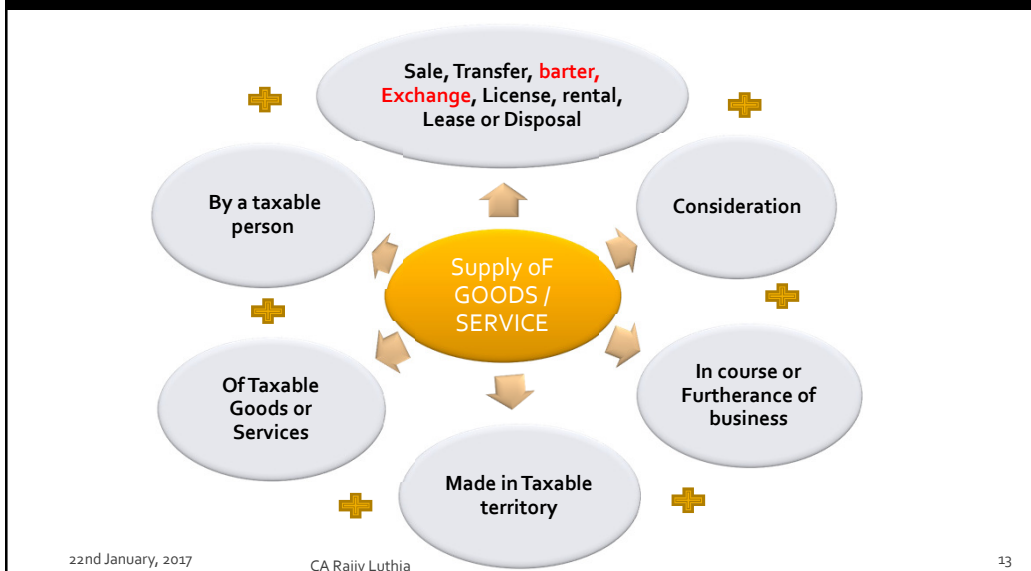 Sale, Transfer, barter,
Exchange, License, rental,
Lease or Disposal
By a taxable
person
Consideration
Supply oF
GOODS /
SERVICE
Of Taxable
Goods or
Services
In course or
Furtherance of
business
Made in Taxable
territory
22nd January, 2017
CA Rajiv Luthia
13